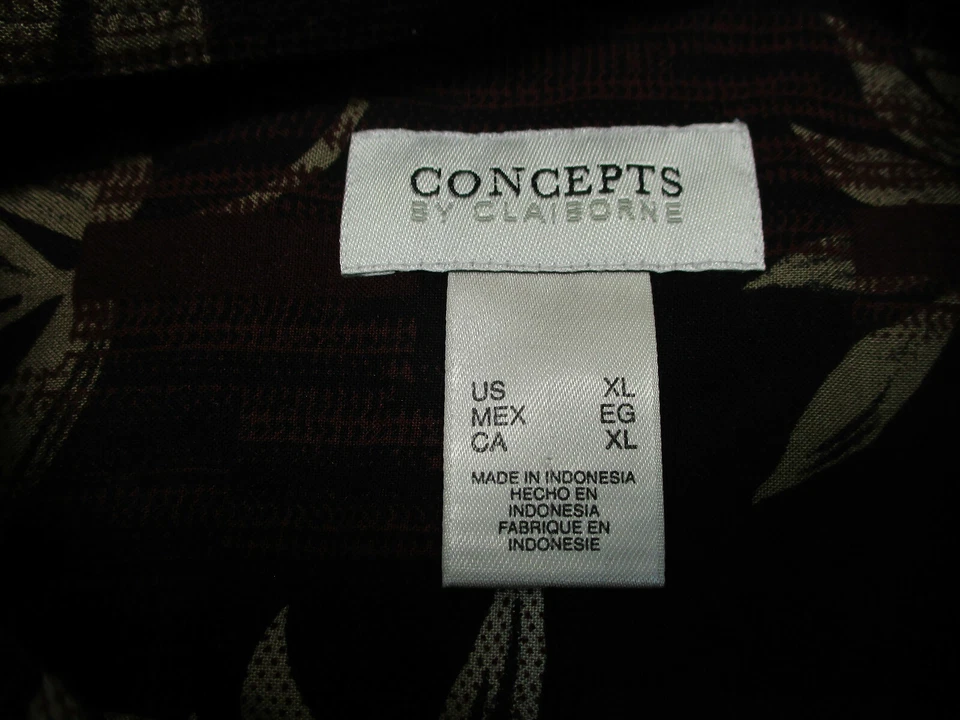 CONCEPTS
BY CLAIBORNE
US XL
MEX EG
CA XL
MADE IN INDONESIA
HECHO EN
INDONESIA
FABRIQUE EN
INDONESIE